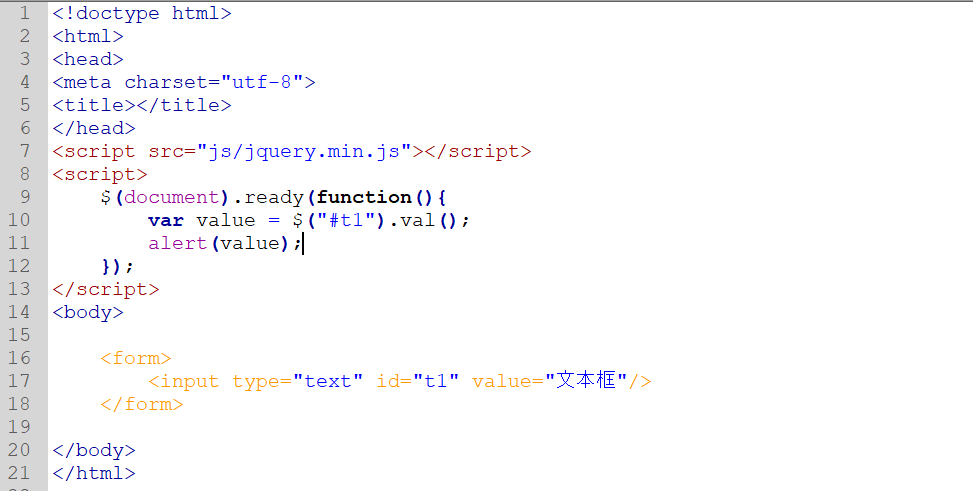 1 <!doctype html>
2 <html>
3 <head>
4 <meta charset="utf-8">
5 <title></title>
6 </head>
7 <script src="js/jquery.min.js"></script>
8 <script>
9     $(document).ready(function(){
10         var value = $("#t1").val();
11         alert(value);
12     });
13 </script>
14 <body>
15
16     <form>
17         <input type="text" id="t1" value="文本框"/>
18     </form>
19
20 </body>
21 </html>